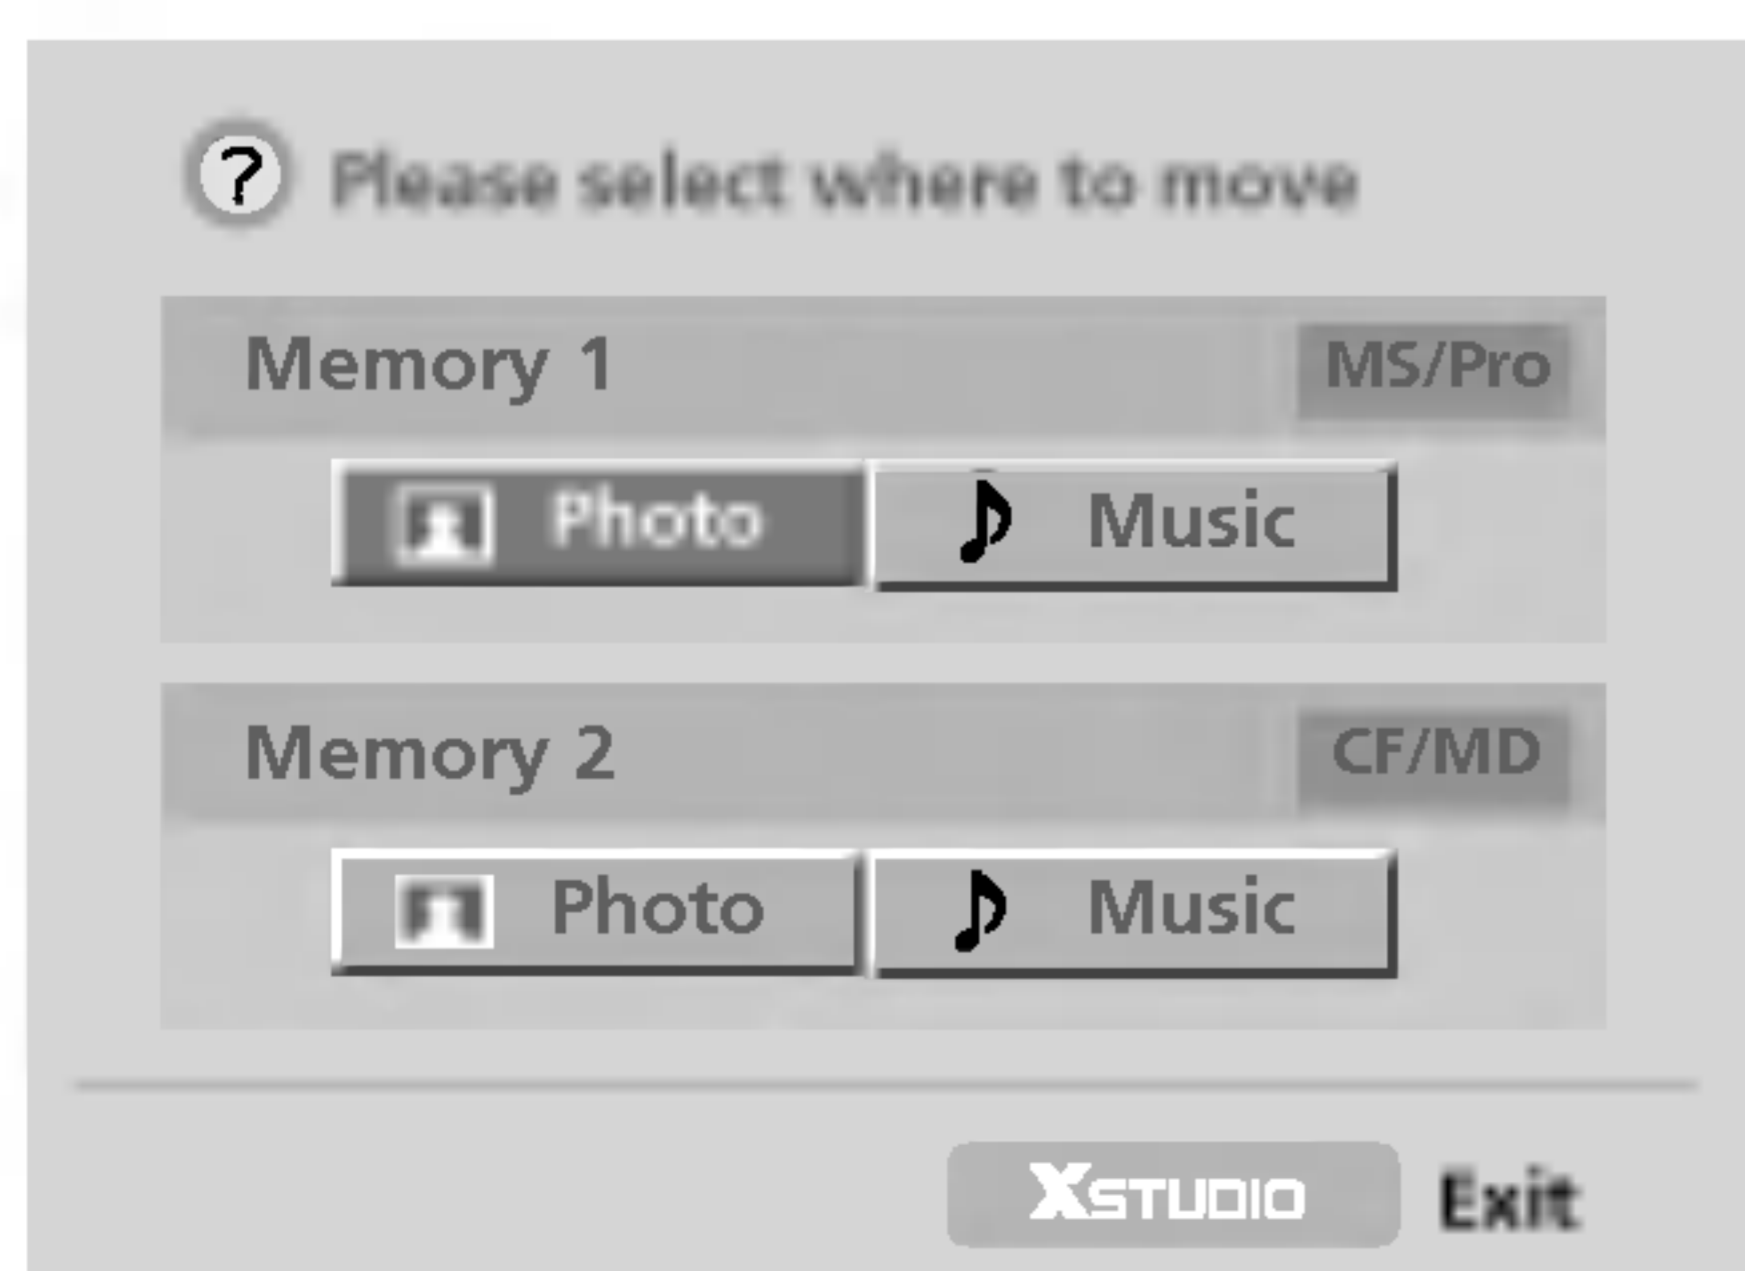 ? Please select where to move
Memory 1 MS/Pro
Photo Music
Memory 2 CF/MD
Photo Music
XSTUDIO Exit